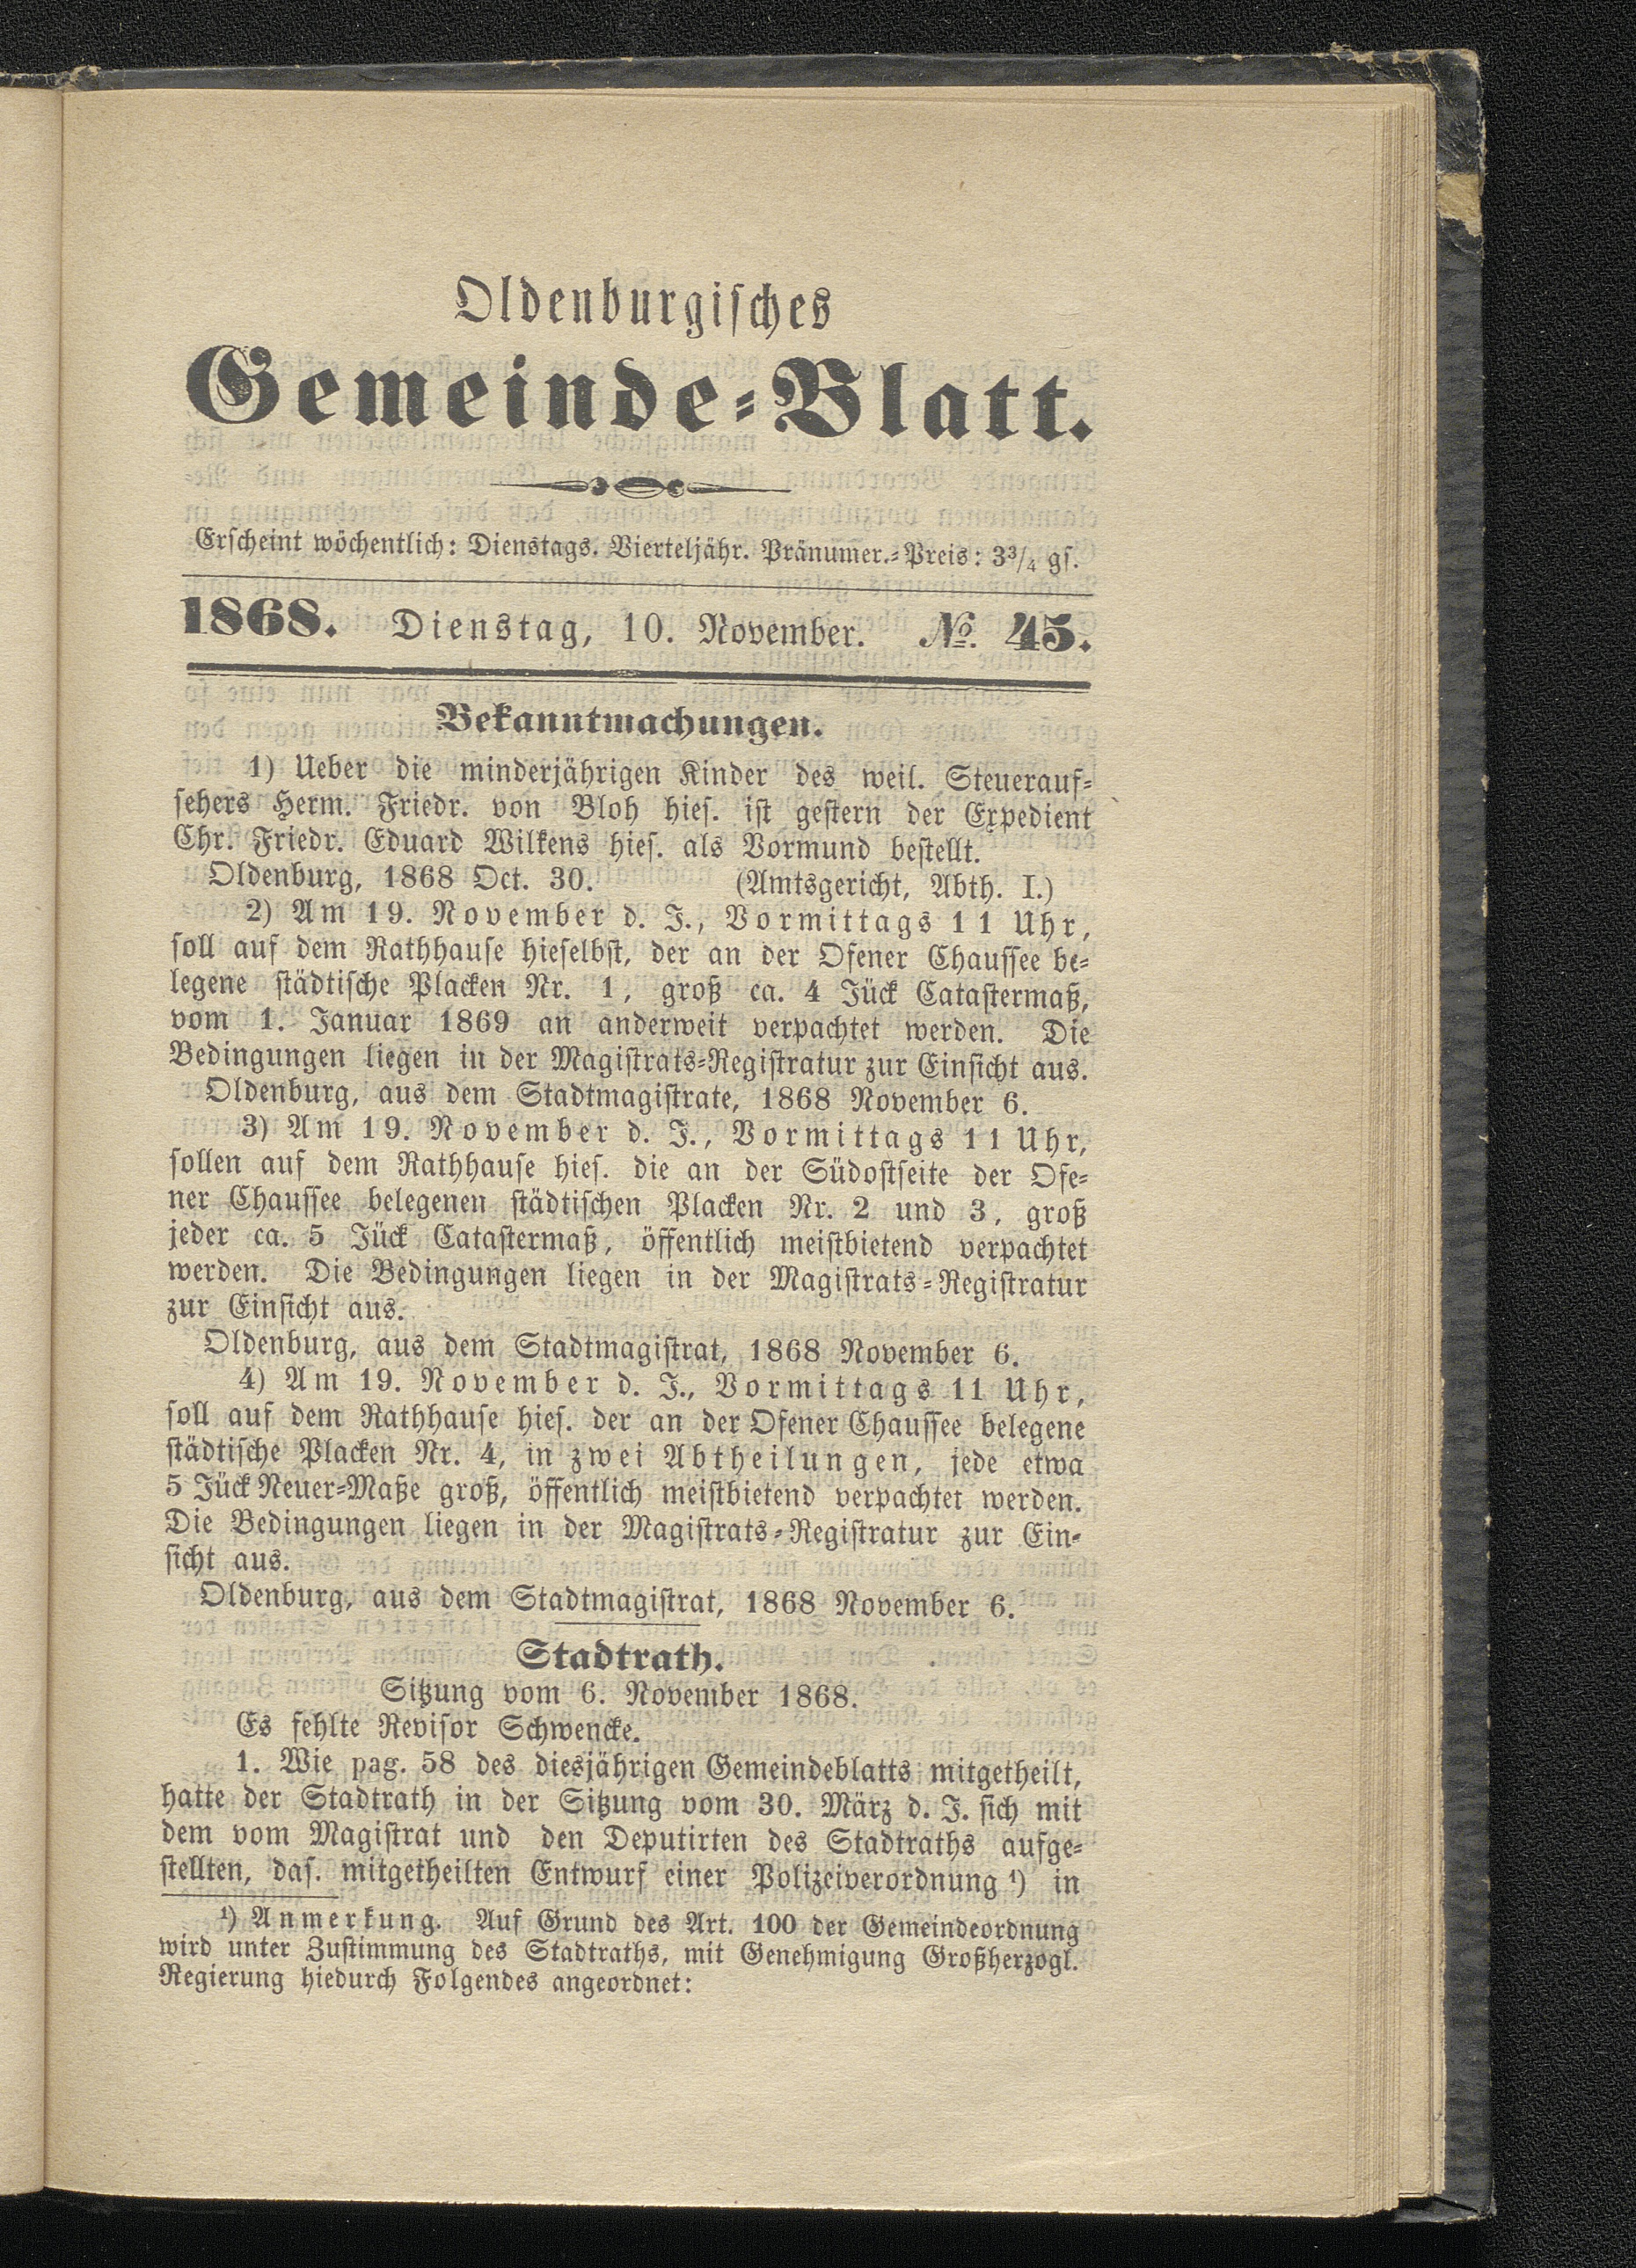 Oldenburgisches
Gemeinde-Blatt.
Erscheint wöchentlich: Dienstags. Vierteljähr. Pränumer.-Preis: 3³/₄ gs.
1868. Dienstag, 10. November. №. 45.
Bekanntmachungen.
1) Ueber die minderjährigen Kinder des weil. Steuerauf-
sehers Herm. Friedr. von Bloh hies. ist gestern der Expedient
Chr. Friedr. Eduard Wilkens hies. als Vormund bestellt.
Oldenburg, 1868 Oct. 30. (Amtsgericht, Abth. I.)
2) Am 19. November d. J., Vormittags 11 Uhr,
soll auf dem Rathhause hieselbst, der an der Ofener Chaussee be-
legene städtische Placken Nr. 1, groß ca. 4 Jück Catastermaß,
vom 1. Januar 1869 an anderweit verpachtet werden. Die
Bedingungen liegen in der Magistrats-Registratur zur Einsicht aus.
Oldenburg, aus dem Stadtmagistrate, 1868 November 6.
3) Am 19. November d. J., Vormittags 11 Uhr,
sollen auf dem Rathhause hies. die an der Südostseite der Ofe-
ner Chaussee belegenen städtischen Placken Nr. 2 und 3, groß
jeder ca. 5 Jück Catastermaß, öffentlich meistbietend verpachtet
werden. Die Bedingungen liegen in der Magistrats-Registratur
zur Einsicht aus.
Oldenburg, aus dem Stadtmagistrat, 1868 November 6.
4) Am 19. November d. J., Vormittags 11 Uhr,
soll auf dem Rathhause hies. der an der Ofener Chaussee belegene
städtische Placken Nr. 4, in zwei Abtheilungen, jede etwa
5 Jück Neuer-Maße groß, öffentlich meistbietend verpachtet werden.
Die Bedingungen liegen in der Magistrats-Registratur zur Ein-
sicht aus.
Oldenburg, aus dem Stadtmagistrat, 1868 November 6.
Stadtrath.
Sitzung vom 6. November 1868.
Es fehlte Revisor Schwencke.
1. Wie pag. 58 des diesjährigen Gemeindeblatts mitgetheilt,
hatte der Stadtrath in der Sitzung vom 30. März d. J. sich mit
dem vom Magistrat und den Deputirten des Stadtraths aufge-
stellten, das. mitgetheilten Entwurf einer Polizeiverordnung ¹) in
¹) Anmerkung. Auf Grund des Art. 100 der Gemeindeordnung
wird unter Zustimmung des Stadtraths, mit Genehmigung Großherzogl.
Regierung hiedurch Folgendes angeordnet: